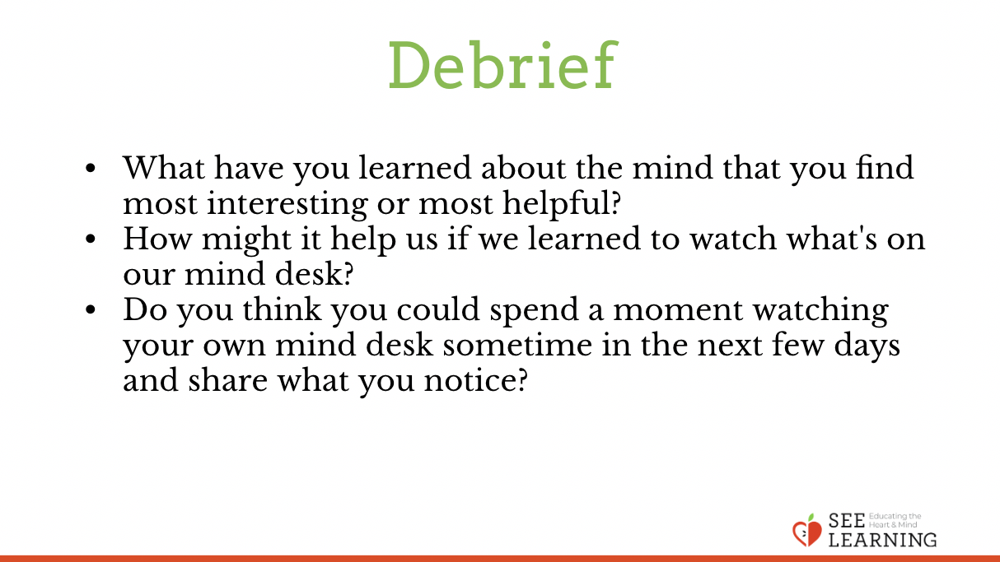 Debrief
• What have you learned about the mind that you find
most interesting or most helpful?
• How might it help us if we learned to watch what's on
our mind desk?
• Do you think you could spend a moment watching
your own mind desk sometime in the next few days
and share what you notice?
SEE Educating the
Heart & Mind
LEARNING